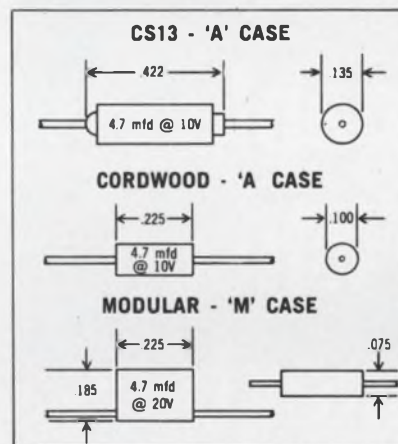 CS13 - 'A' CASE
.422
.135
4.7 mfd @ 10V
CORDWOOD - 'A CASE
.225
.100
4.7 mfd
@ 10V
MODULAR - 'M' CASE
.225
.075
.185
4.7 mfd
@ 20V